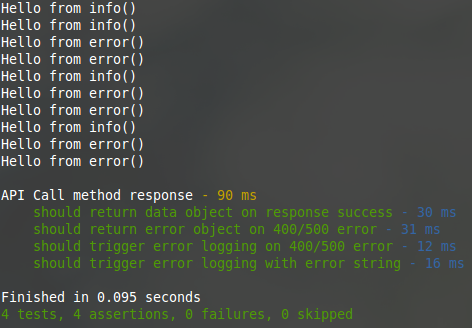 Hello from info()
Hello from info()
Hello from error()
Hello from error()
Hello from info()
Hello from error()
Hello from error()
Hello from info()
Hello from error()
Hello from error()
API Call method response - 90 ms
should return data object on response success - 30 ms
should return error object on 400/500 error - 31 ms
should trigger error logging on 400/500 error - 12 ms
should trigger error logging with error string - 16 ms
Finished in 0.095 seconds
4 tests, 4 assertions, 0 failures, 0 skipped